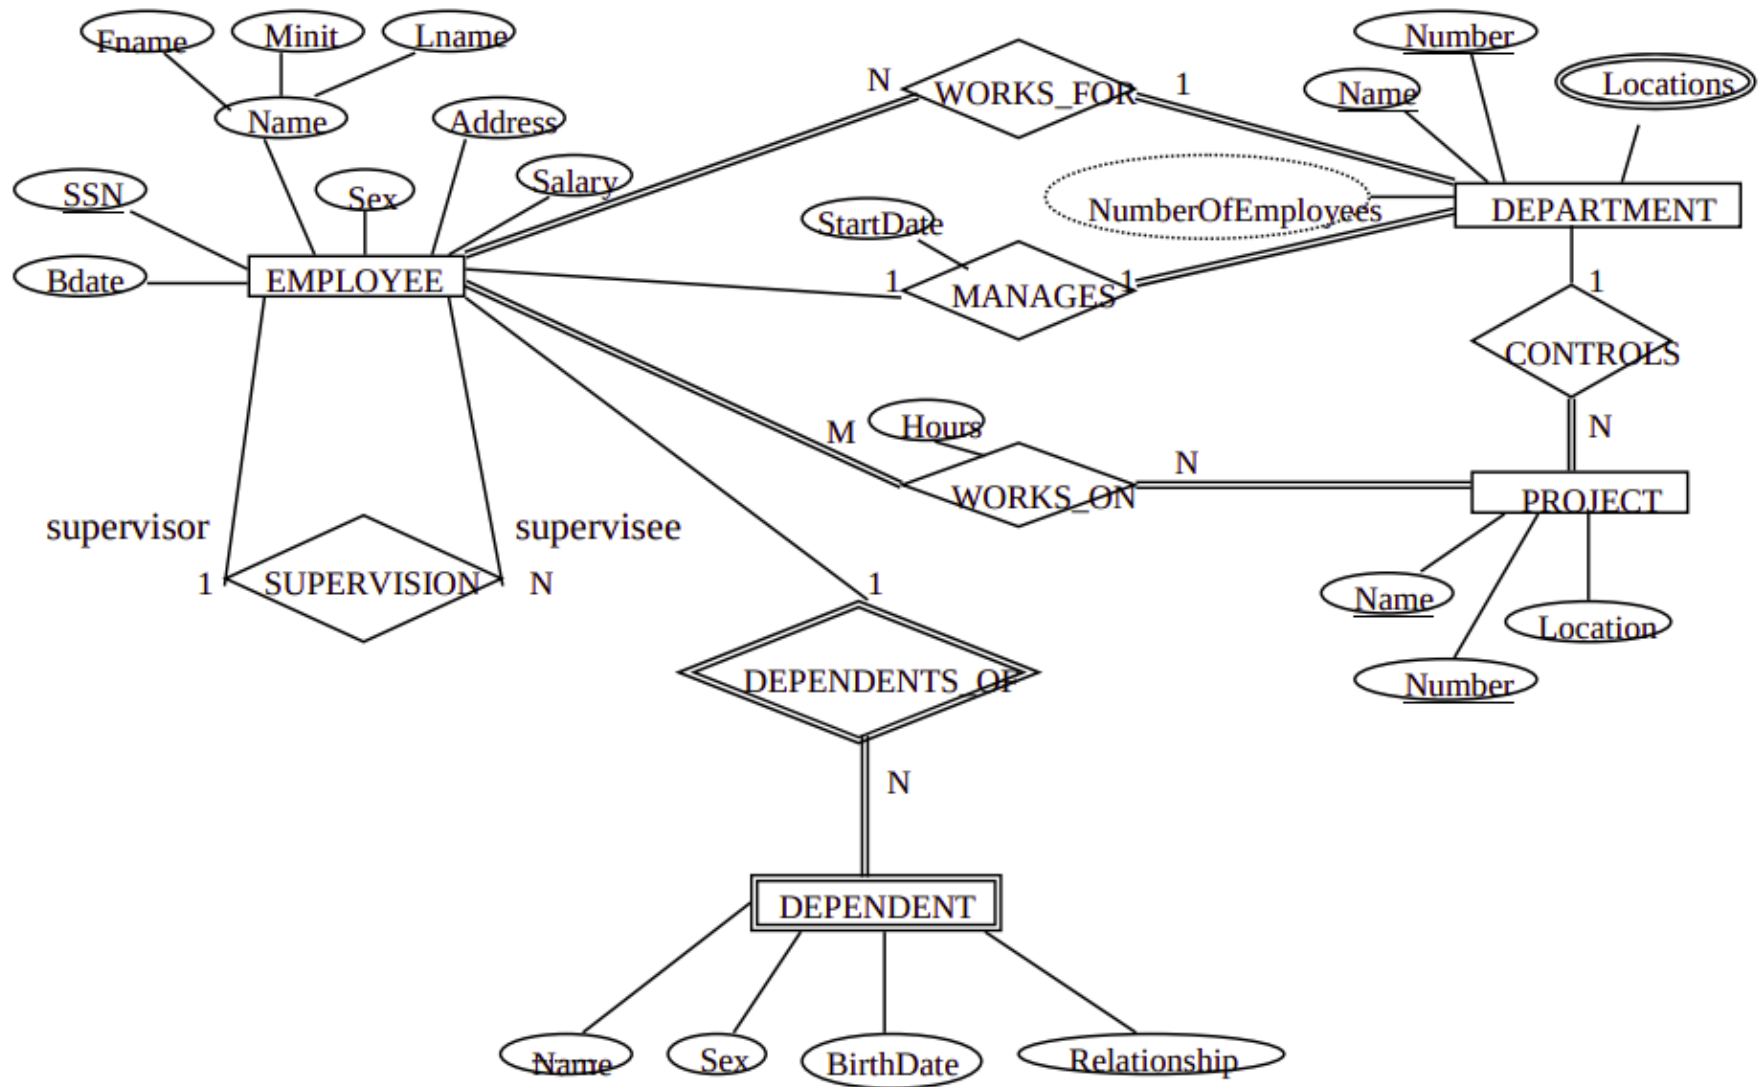 Fname
Minit
Lname
Number
Name
Locations
N
WORKS_FOR
1
Name
Address
SSN
Sex
Salary
NumberOfEmployees
DEPARTMENT
StartDate
Bdate
EMPLOYEE
1
MANAGES
1
1
CONTROLS
M
Hours
N
N
WORKS_ON
PROJECT
supervisor
supervisee
1
SUPERVISION
N
1
Name
Location
DEPENDENTS_OF
Number
N
DEPENDENT
Name
Sex
BirthDate
Relationship